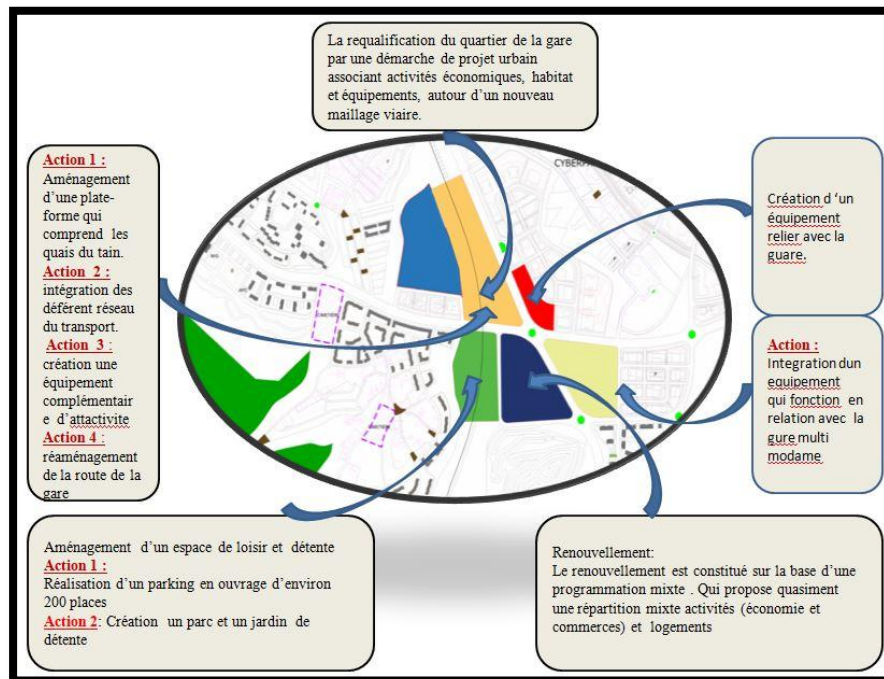 La requalification du quartier de la gare
par une démarche de projet urbain
associant activités économiques, habitat
et équipements, autour d'un nouveau
maillage viaire.
Action 1 :
Aménagement
d'une plate-
forme qui
comprend les
quais du tain.
Action 2 :
intégration des
déférent réseau
du transport.
Action 3 :
création une
équipement
complémentair
e d'attactivite
Action 4 :
réaménagement
de la route de la
gare
Création d 'un
équipement
relier avec la
guare.
Action :
Integration dun
equipement
qui fonction en
relation avec la
gure multi
modame
Aménagement d'un espace de loisir et détente
Action 1 :
Réalisation d'un parking en ouvrage d'environ
200 places
Action 2: Création un parc et un jardin de
détente
Renouvellement:
Le renouvellement est constitué sur la base d'une
programmation mixte . Qui propose quasiment
une répartition mixte activités (économie et
commerces) et logements